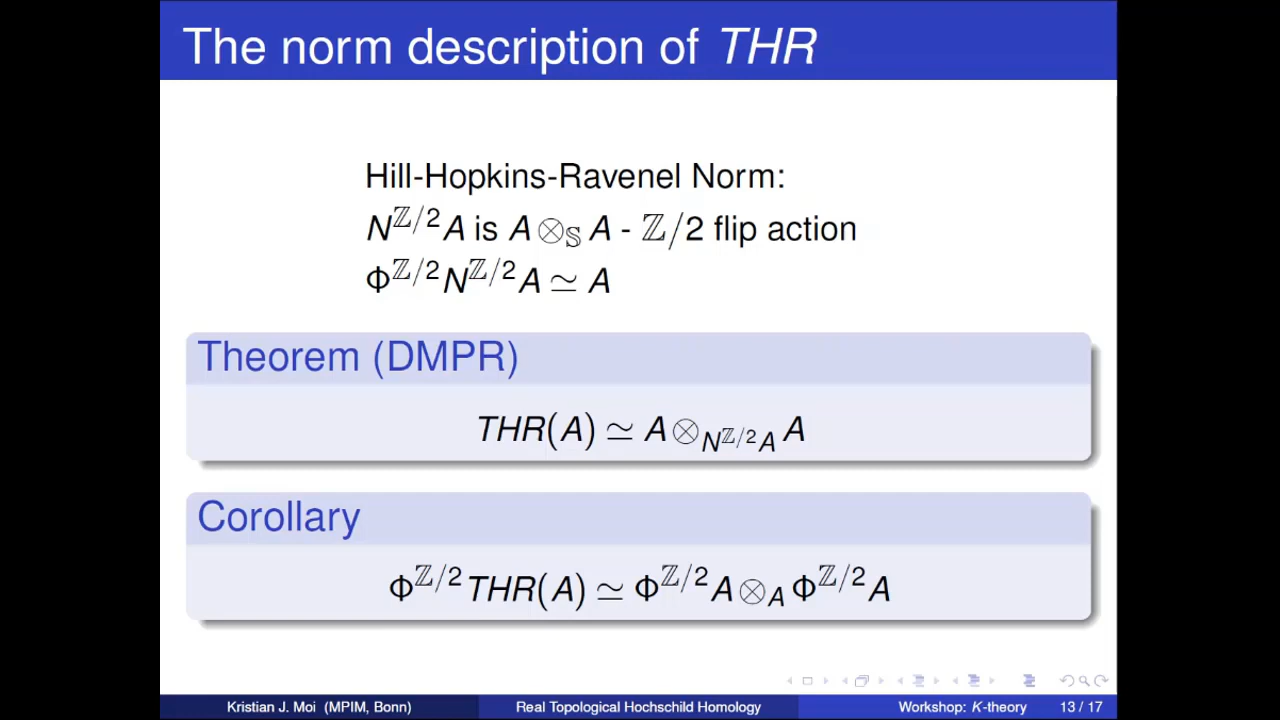 The norm description of THR
Hill-Hopkins-Ravenel Norm:
N^{ℤ/2}A is A ⊗_𝕊 A - ℤ/2 flip action
Φ^{ℤ/2}N^{ℤ/2}A ≃ A
Theorem (DMPR)
THR(A) ≃ A ⊗_{N^{ℤ/2}A} A
Corollary
Φ^{ℤ/2}THR(A) ≃ Φ^{ℤ/2}A ⊗_A Φ^{ℤ/2}A
Kristian J. Moi (MPIM, Bonn) Real Topological Hochschild Homology Workshop: K-theory 13 / 17